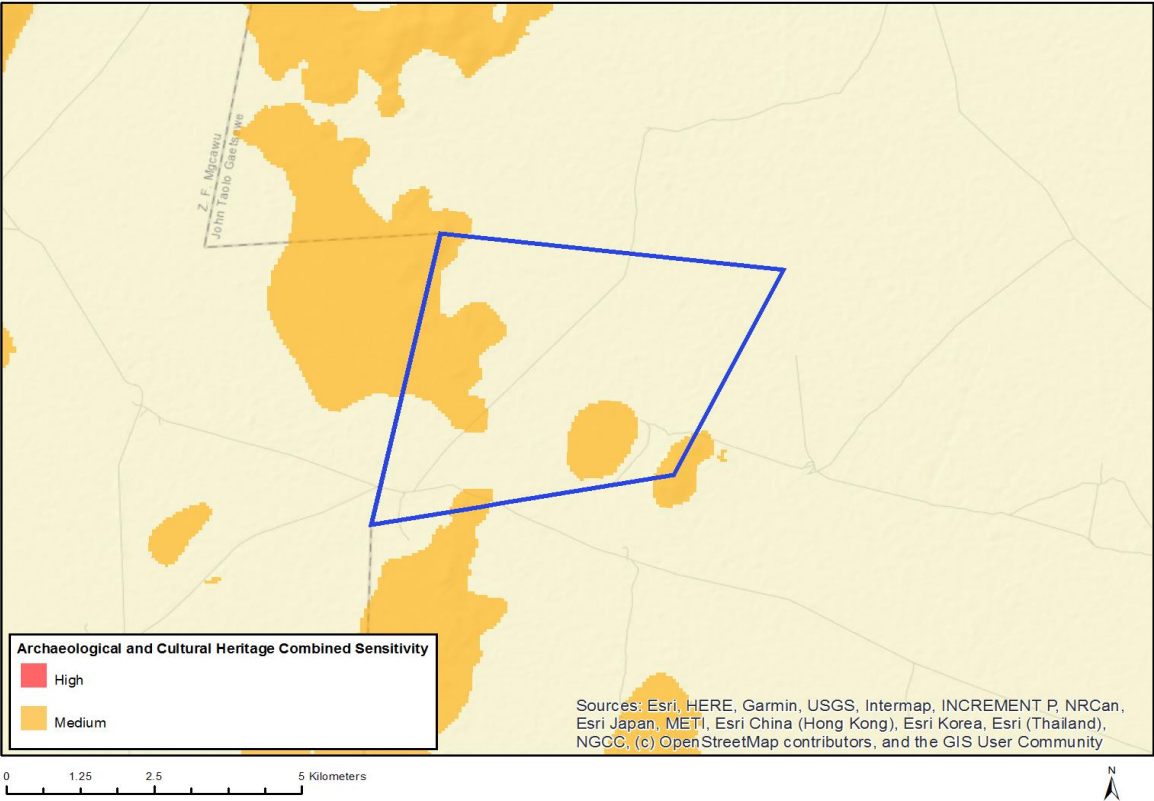 Z. F. Mgcawu
John Taolo Gaetsewe
Archaeological and Cultural Heritage Combined Sensitivity
High
Medium
Sources: Esri, HERE, Garmin, USGS, Intermap, INCREMENT P, NRCan,
Esri Japan, METI, Esri China (Hong Kong), Esri Korea, Esri (Thailand),
NGCC, (c) OpenStreetMap contributors, and the GIS User Community
0 1.25 2.5 5 Kilometers
N